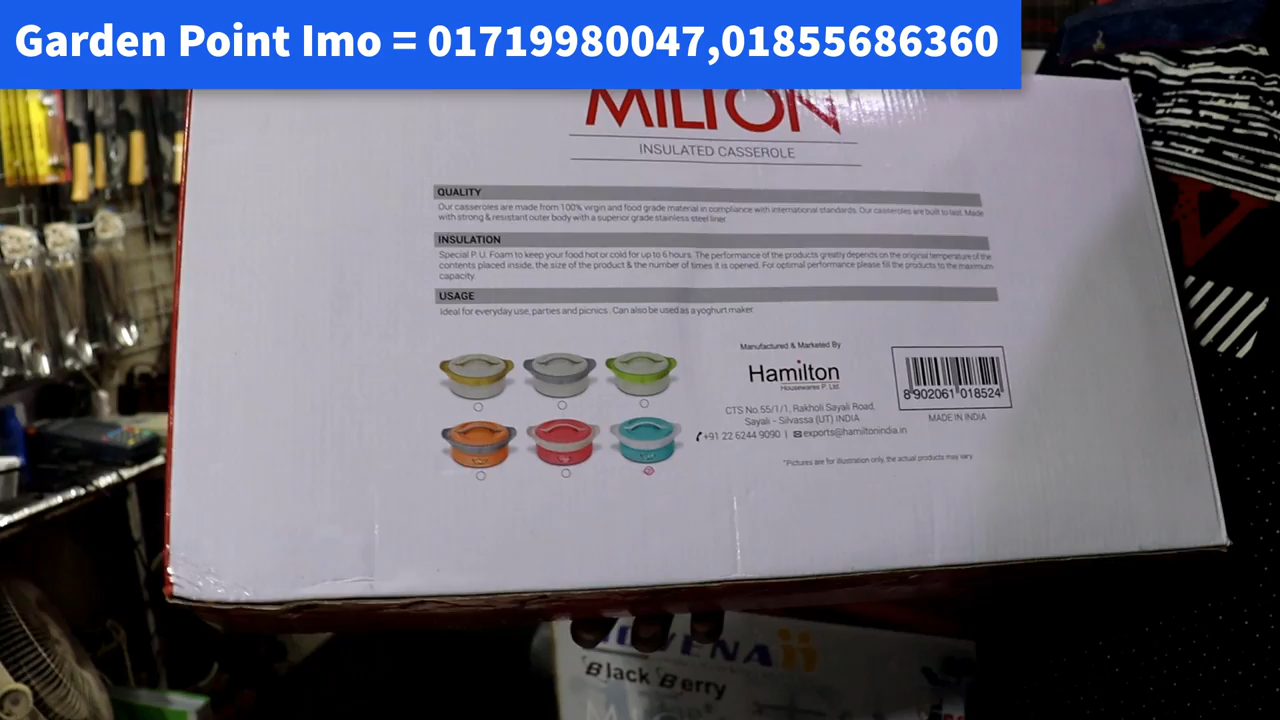 Garden Point Imo = 01719980047,01855686360
MILTON
INSULATED CASSEROLE
QUALITY
Our casseroles are made from 100% virgin and food grade material in compliance with international standards. Our casseroles are built to last. Made
with strong & resistant outer body with a superior grade stainless steel liner.
INSULATION
Special P. U. Foam to keep your food hot or cold for up to 6 hours. The performance of the products greatly depends on the original temperature of the
contents placed inside, the size of the product & the number of times it is opened. For optimal performance please fill the products to the maximum
capacity.
USAGE
Ideal for everyday use, parties and picnics. Can also be used as a yoghurt maker.
Manufactured & Marketed By
Hamilton
Housewares P. Ltd.
CTS No.55/1/1, Rakholi Sayali Road,
Sayali - Silvassa (UT) INDIA
+91 22 6244 9090 | exports@hamiltonindia.in
8 902061 018524
MADE IN INDIA
*Pictures are for illustration only, the actual products may vary
Black Berry